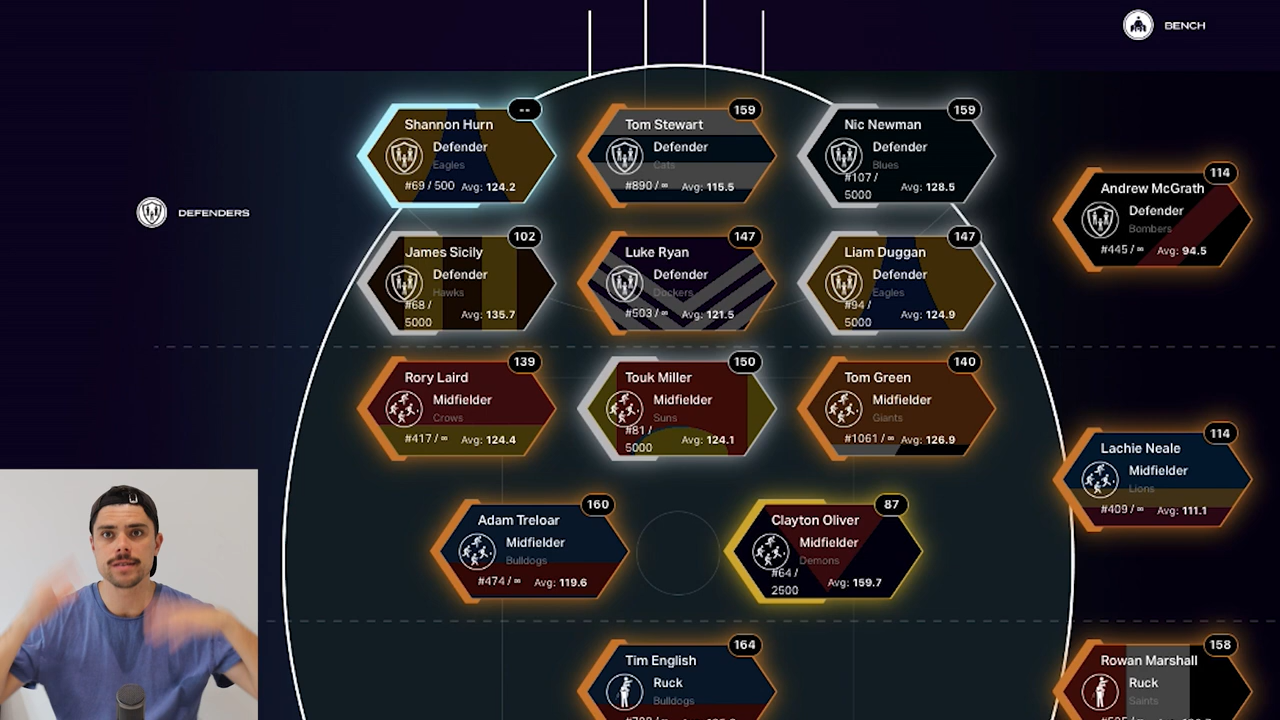 BENCH
--
Shannon Hurn
Defender
Eagles
#69 / 500 Avg: 124.2
159
Tom Stewart
Defender
Cats
#890 / ∞ Avg: 115.5
159
Nic Newman
Defender
Blues
#107 /
5000
Avg: 128.5
114
Andrew McGrath
Defender
Bombers
#445 / ∞ Avg: 94.5
DEFENDERS
102
James Sicily
Defender
Hawks
#68 /
5000
Avg: 135.7
147
Luke Ryan
Defender
Dockers
#503 / ∞ Avg: 121.5
147
Liam Duggan
Defender
Eagles
#94 /
5000
Avg: 124.9
139
Rory Laird
Midfielder
Crows
#417 / ∞ Avg: 124.4
150
Touk Miller
Midfielder
Suns
#81 /
5000
Avg: 124.1
140
Tom Green
Midfielder
Giants
#1061 / ∞ Avg: 126.9
114
Lachie Neale
Midfielder
Lions
#409 / ∞ Avg: 111.1
160
Adam Treloar
Midfielder
Bulldogs
#474 / ∞ Avg: 119.6
87
Clayton Oliver
Midfielder
Demons
#64 /
2500
Avg: 159.7
164
Tim English
Ruck
Bulldogs
158
Rowan Marshall
Ruck
Saints